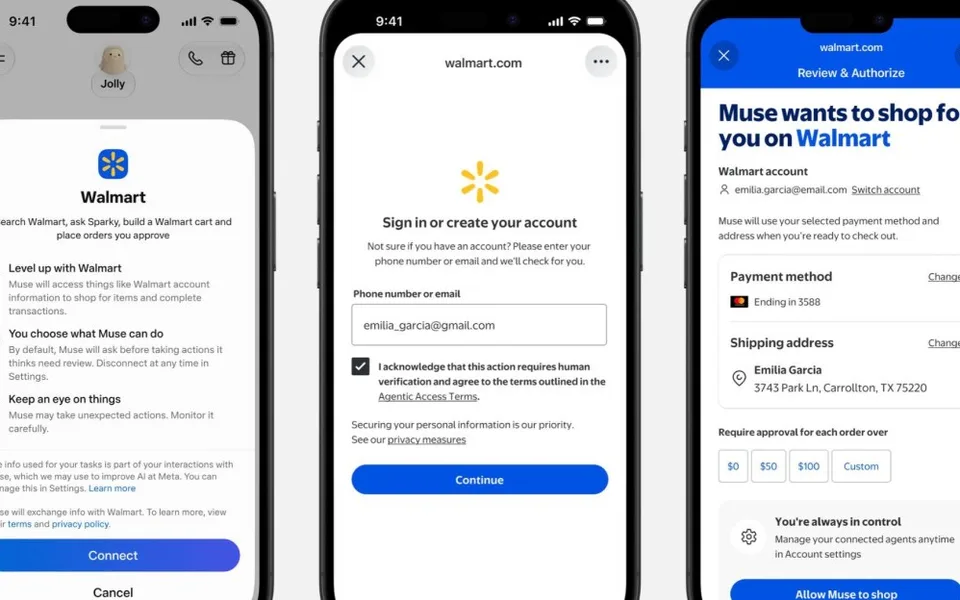 9:41
Jolly
Walmart
earch Walmart, ask Sparky, build a Walmart cart and
place orders you approve
Level up with Walmart
Muse will access things like Walmart account
information to shop for items and complete
transactions.
You choose what Muse can do
By default, Muse will ask before taking actions it
thinks need review. Disconnect at any time in
Settings.
Keep an eye on things
Muse may take unexpected actions. Monitor it
carefully.
e info used for your tasks is part of your interactions with
se, which we may use to improve AI at Meta. You can
nage this in Settings. Learn more
se will exchange info with Walmart. To learn more, view
ir terms and privacy policy.
Connect
Cancel
9:41
walmart.com
Sign in or create your account
Not sure if you have an account? Please enter your
phone number or email and we'll check for you.
Phone number or email
emilia_garcia@gmail.com
I acknowledge that this action requires human
verification and agree to the terms outlined in the
Agentic Access Terms.
Securing your personal information is our priority.
See our privacy measures
Continue
walmart.com
Review & Authorize
Muse wants to shop fo
you on Walmart
Walmart account
emilia.garcia@email.com Switch account
Muse will use your selected payment method and
address when you're ready to check out.
Payment method Change
Ending in 3588
Shipping address Change
Emilia Garcia
3743 Park Ln, Carrollton, TX 75220
Require approval for each order over
$0 $50 $100 Custom
You're always in control
Manage your connected agents anytime
in Account settings
Allow Muse to shop